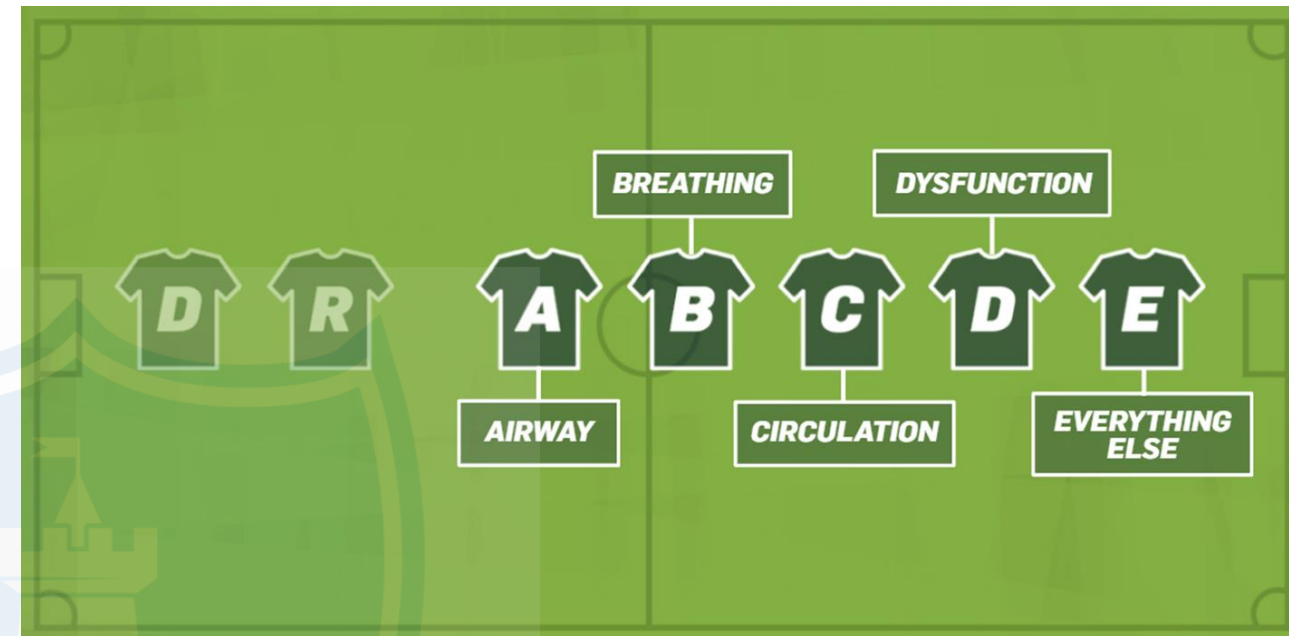 BREATHING
DYSFUNCTION
D R A B C D E
AIRWAY
CIRCULATION
EVERYTHING
ELSE